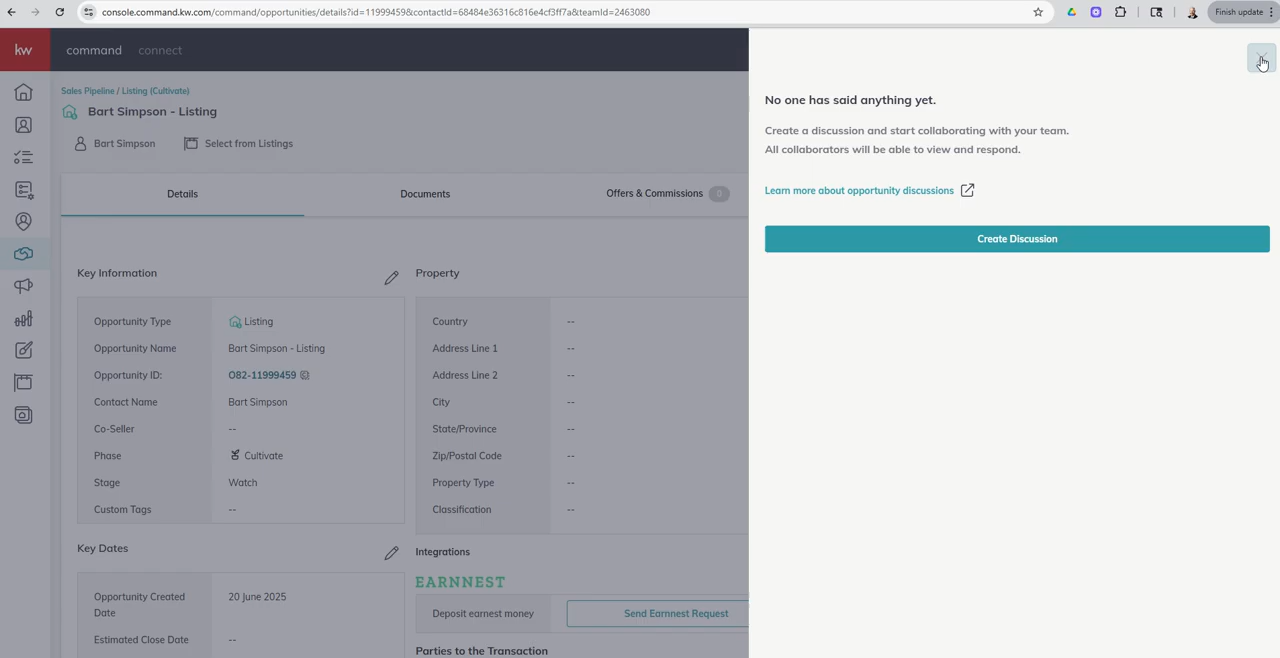 console.command.kw.com/command/opportunities/details?id=11999459&contactId=68484e36316c816e4cf3ff7a&teamId=2463080
Finish update
kw
command
connect
Sales Pipeline / Listing (Cultivate)
Bart Simpson - Listing
Bart Simpson
Select from Listings
Details
Documents
Offers & Commissions 0
Key Information
Opportunity Type
Listing
Opportunity Name
Bart Simpson - Listing
Opportunity ID:
O82-11999459
Contact Name
Bart Simpson
Co-Seller
--
Phase
Cultivate
Stage
Watch
Custom Tags
--
Key Dates
Opportunity Created
Date
20 June 2025
Estimated Close Date
--
Property
Country
--
Address Line 1
--
Address Line 2
--
City
--
State/Province
--
Zip/Postal Code
--
Property Type
--
Classification
--
Integrations
EARNNEST
Deposit earnest money
Send Earnnest Request
Parties to the Transaction
No one has said anything yet.
Create a discussion and start collaborating with your team.
All collaborators will be able to view and respond.
Learn more about opportunity discussions
Create Discussion